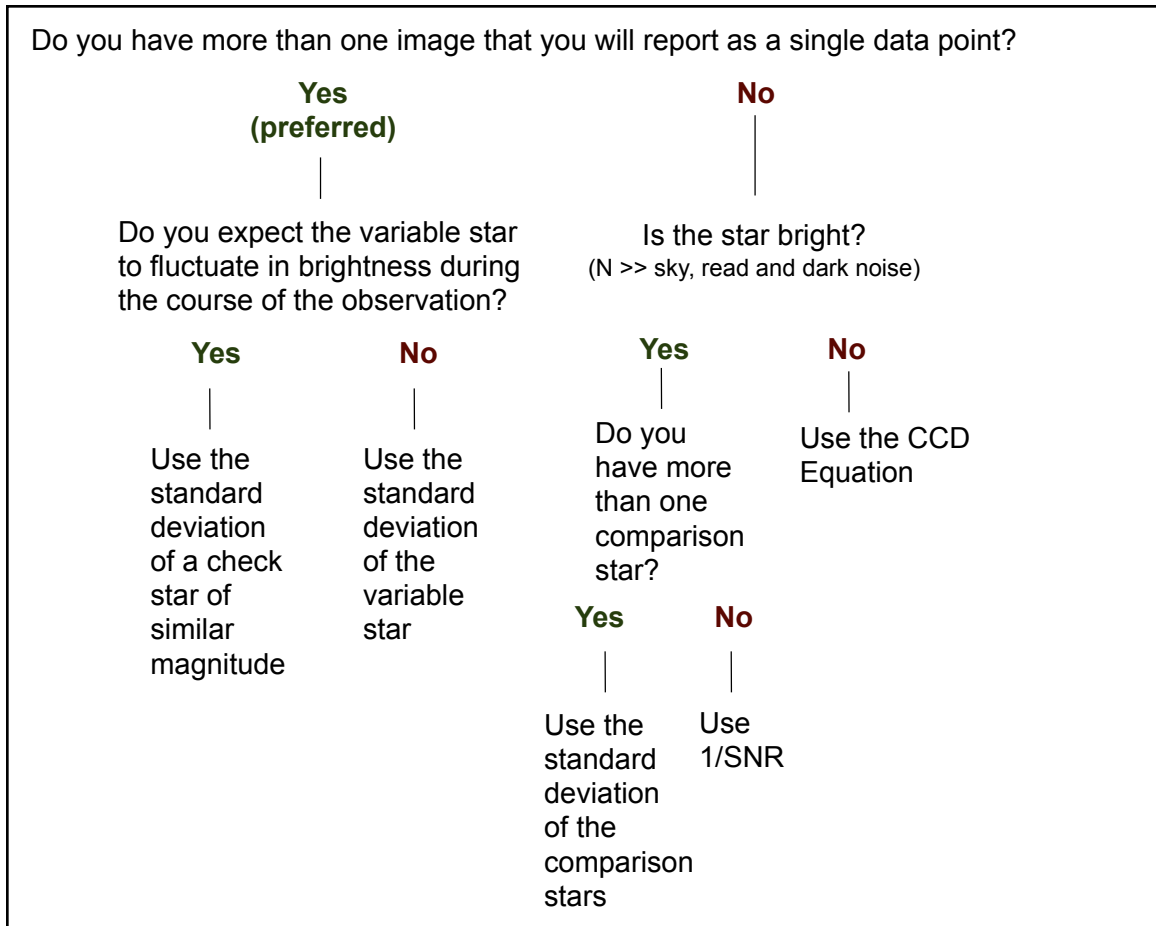 Do you have more than one image that you will report as a single data point?
Yes
(preferred)
No
Do you expect the variable star
to fluctuate in brightness during
the course of the observation?
Is the star bright?
(N >> sky, read and dark noise)
Yes
No
Yes
No
Use the
standard
deviation
of a check
star of
similar
magnitude
Use the
standard
deviation
of the
variable
star
Do you
have more
than one
comparison
star?
Use the CCD
Equation
Yes
No
Use the
standard
deviation
of the
comparison
stars
Use
1/SNR